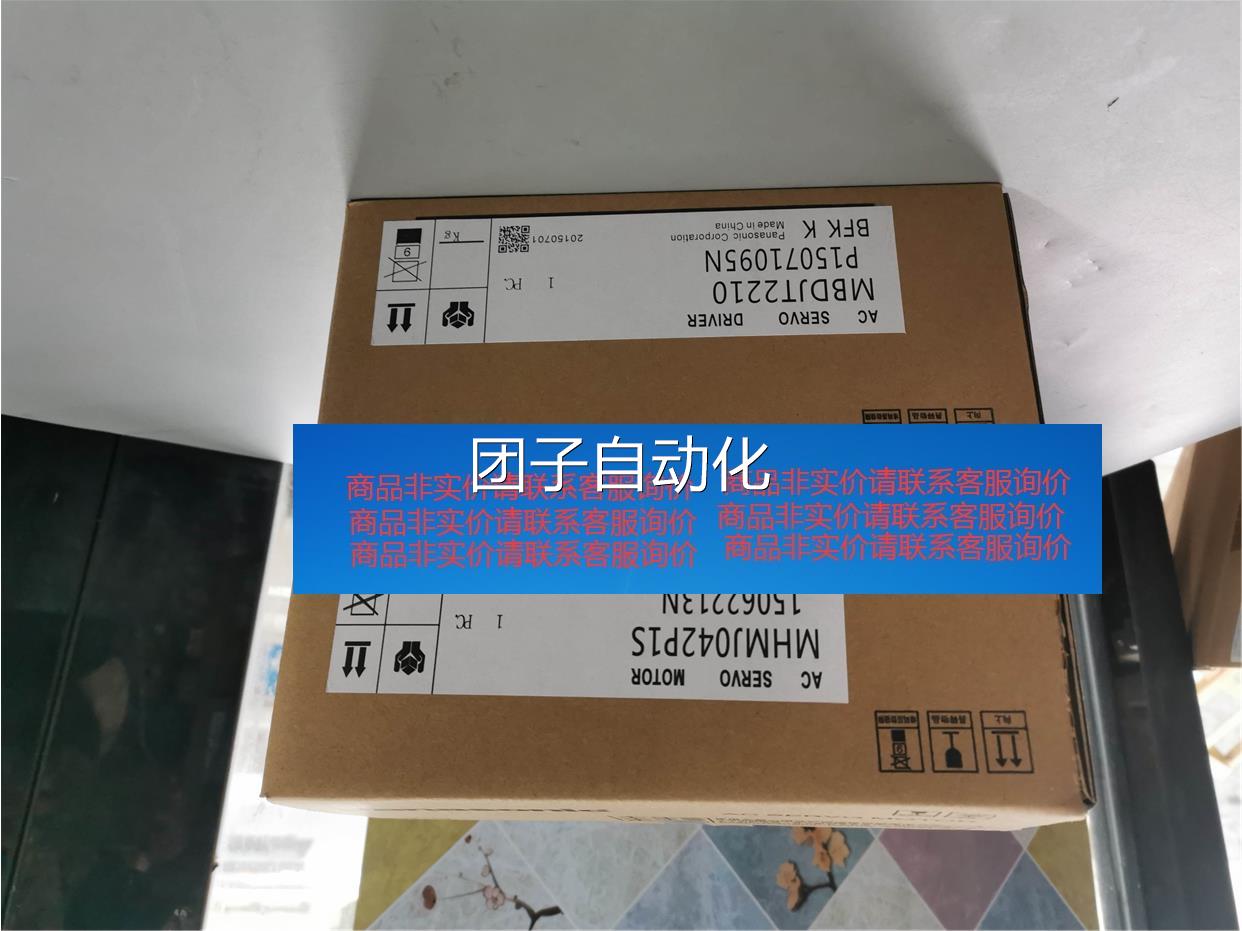 AC SERVO DRIVER
MBDJT2210
P15071095N
BFK K
Panasonic Corporation
Made in China
1 PC.
20150701
Kg
9
团子自动化
商品非实价请联系客服询价 商品非实价请联系客服询价
商品非实价请联系客服询价 商品非实价请联系客服询价
商品非实价请联系客服询价 商品非实价请联系客服询价
AC SERVO MOTOR
MHMJ042P1S
15062213N
1 PC.
向上